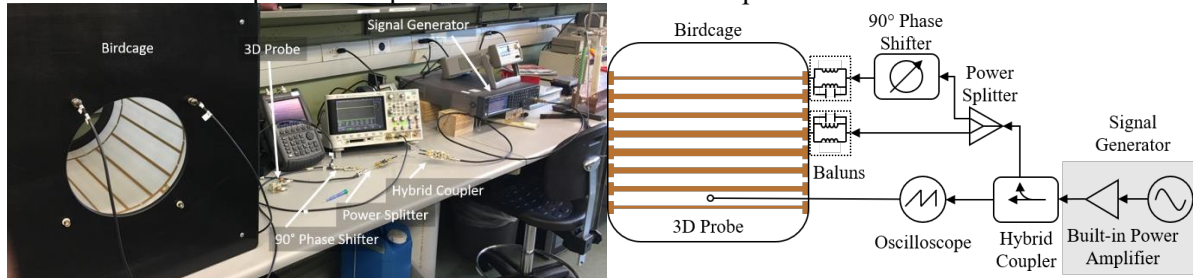 Birdcage
3D Probe
Signal Generator
Hybrid Coupler
Power Splitter
90° Phase Shifter
Birdcage
3D Probe
90° Phase
Shifter
Power
Splitter
Baluns
Oscilloscope
Hybrid
Coupler
Signal
Generator
Built-in Power
Amplifier